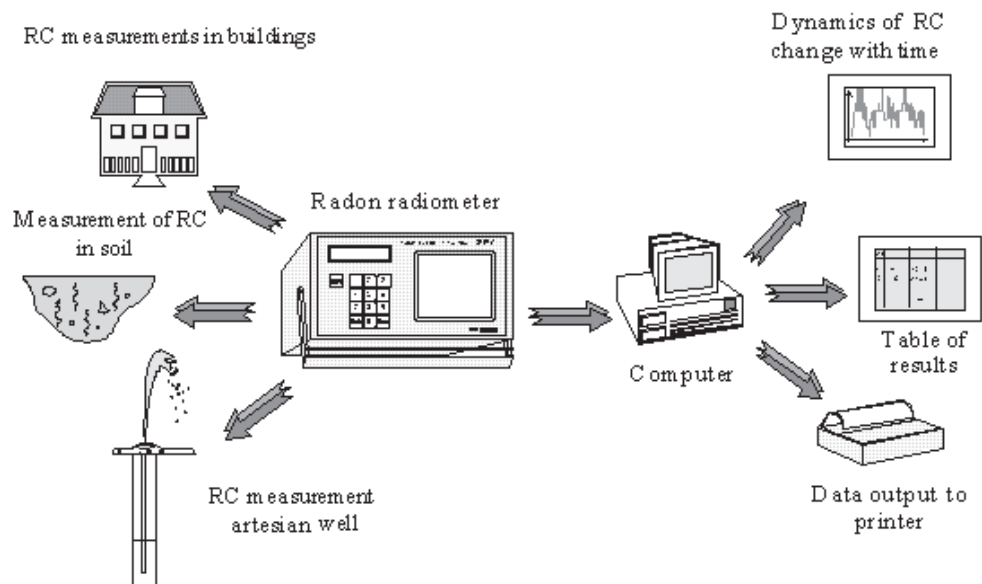 RC measurements in buildings
Dynamics of RC
change with time
Measurement of RC
in soil
Radon radiometer
Computer
Table of
results
RC measurement
artesian well
Data output to
printer